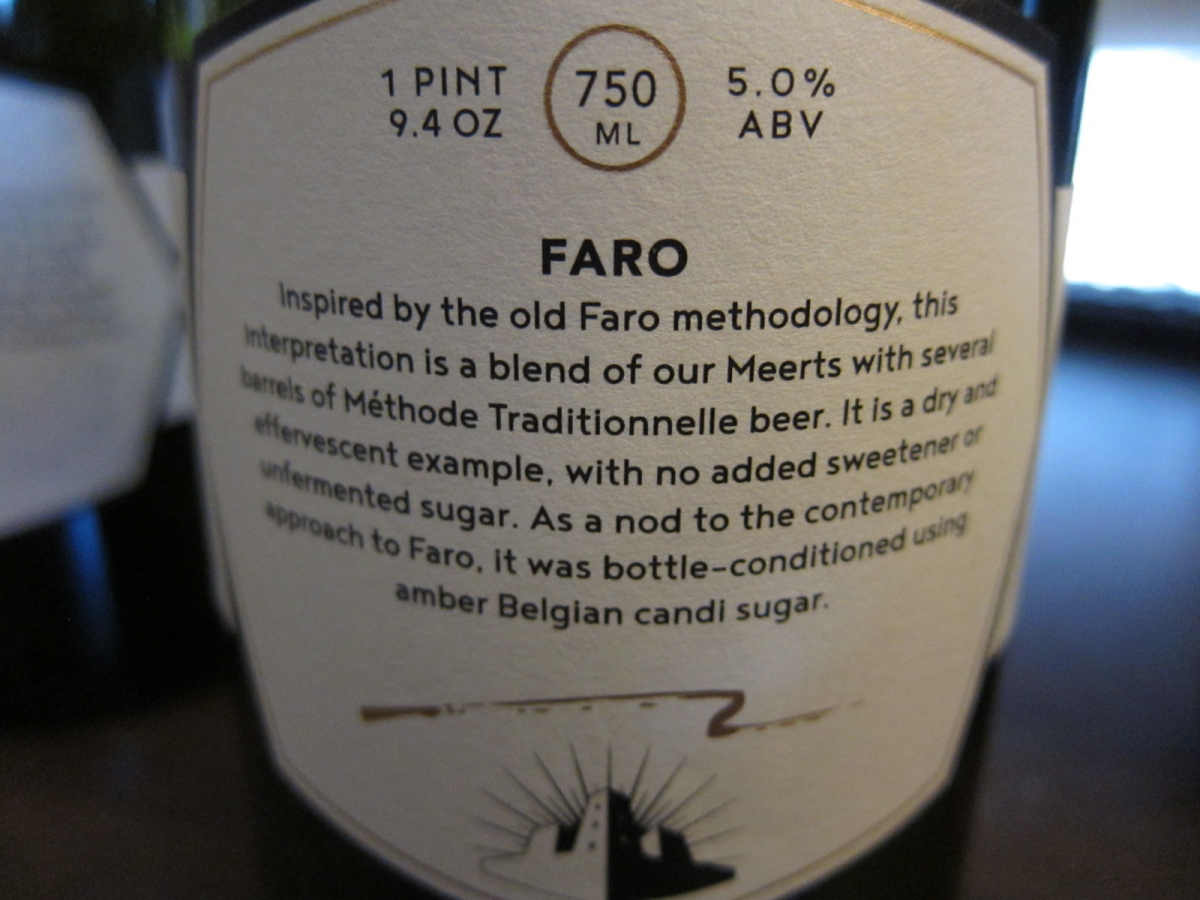 1 PINT
9.4 OZ
750
ML
5.0%
ABV
FARO
Inspired by the old Faro methodology, this
interpretation is a blend of our Meerts with several
barrels of Méthode Traditionnelle beer. It is a dry and
effervescent example, with no added sweetener or
unfermented sugar. As a nod to the contemporary
approach to Faro, it was bottle-conditioned using
amber Belgian candi sugar.